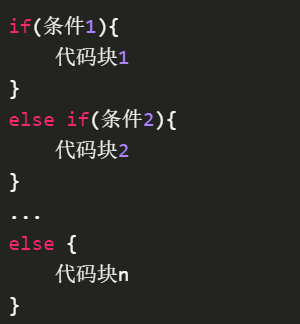 if(条件1){
    代码块1
}
else if(条件2){
    代码块2
}
...
else {
    代码块n
}